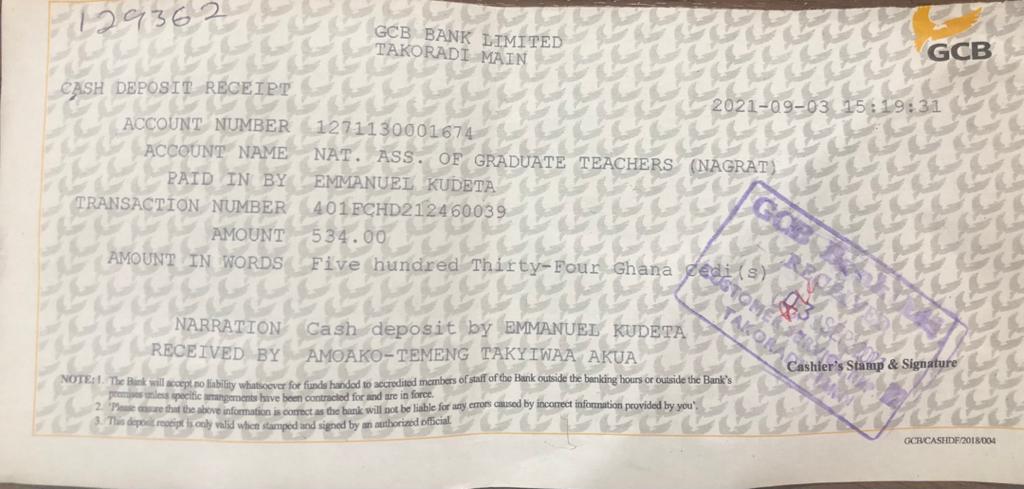 129362
GCB BANK LIMITED
TAKORADI MAIN
GCB
CASH DEPOSIT RECEIPT
2021-09-03 15:19:31
ACCOUNT NUMBER 1271130001674
ACCOUNT NAME NAT. ASS. OF GRADUATE TEACHERS (NAGRAT)
PAID IN BY EMMANUEL KUDETA
TRANSACTION NUMBER 401FCHD212460039
AMOUNT 534.00
AMOUNT IN WORDS Five hundred Thirty-Four Ghana Cedi(s)
NARRATION Cash deposit by EMMANUEL KUDETA
RECEIVED BY AMOAKO-TEMENG TAKYIWAA AKUA
GCB Bank Ltd
RECEIVED
CUSTOMER
TAKORADI
Cashler's Stamp & Signature
NOTE: 1. The Bank will accept no liability whatsoever for funds handed to accredited members of staff of the Bank outside the banking hours or outside the Bank's
premises unless specific arrangements have been contracted for and are in force.
2. 'Please ensure that the above information is correct as the bank will not be liable for any errors caused by incorrect information provided by you'.
3. This deposit receipt is only valid when stamped and signed by an authorized official.
GCB/CASHDF/2018/004